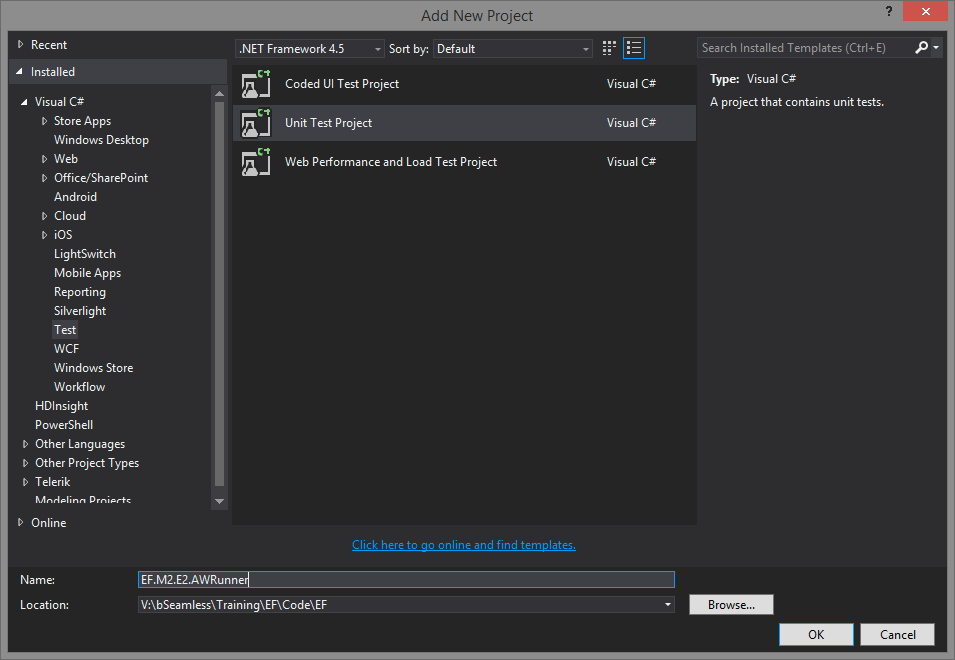 Add New Project
?
Recent
.NET Framework 4.5
Sort by:
Default
Search Installed Templates (Ctrl+E)
Installed
Visual C#
Store Apps
Windows Desktop
Web
Office/SharePoint
Android
Cloud
iOS
LightSwitch
Mobile Apps
Reporting
Silverlight
Test
WCF
Windows Store
Workflow
HDInsight
PowerShell
Other Languages
Other Project Types
Telerik
Modeling Projects
Online
Coded UI Test Project Visual C#
Unit Test Project Visual C#
Web Performance and Load Test Project Visual C#
Type: Visual C#
A project that contains unit tests.
Click here to go online and find templates.
Name: EF.M2.E2.AWRunner
Location: V:\bSeamless\Training\EF\Code\EF
Browse...
OK
Cancel